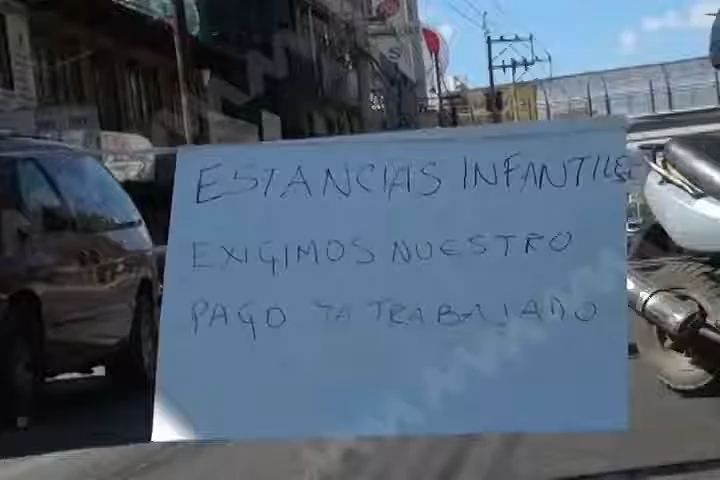 ESTANCIAS INFANTILES
EXIGIMOS NUESTRO
PAGO YA TRABAJADO